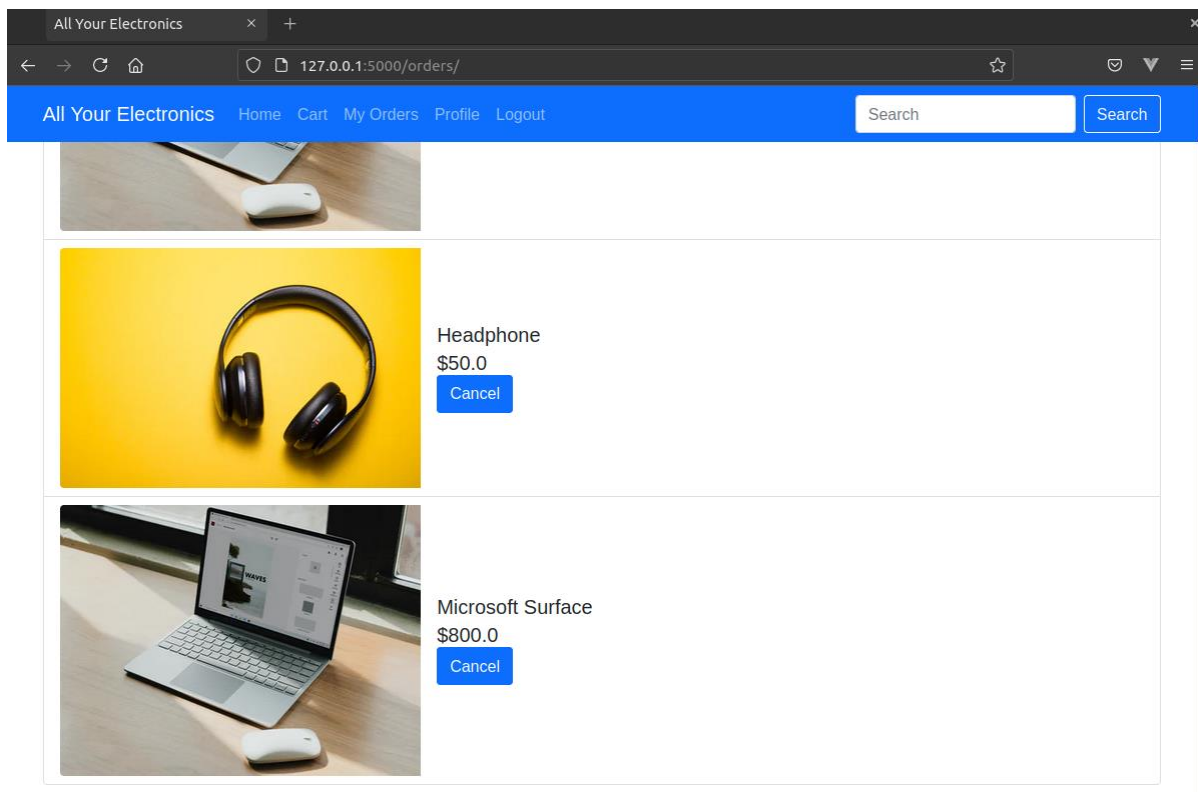 All Your Electronics × +
127.0.0.1:5000/orders/
All Your Electronics Home Cart My Orders Profile Logout Search Search
Headphone
$50.0
Cancel
WAVES
Microsoft Surface
$800.0
Cancel